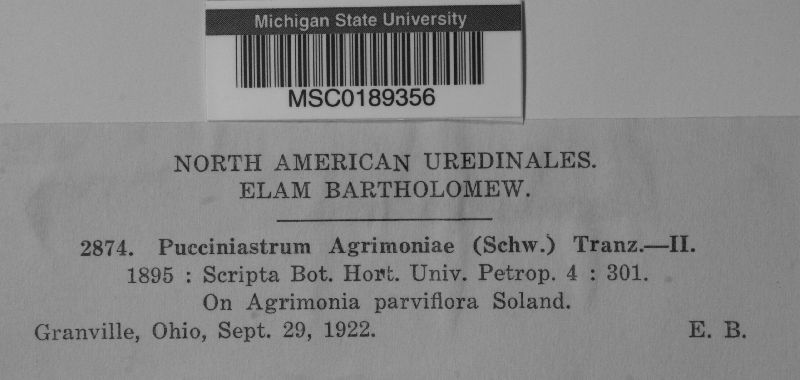 Michigan State University
MSC0189356
NORTH AMERICAN UREDINALES.
ELAM BARTHOLOMEW.
2874. Pucciniastrum Agrimoniae (Schw.) Tranz.—II.
1895 : Scripta Bot. Hort. Univ. Petrop. 4 : 301.
On Agrimonia parviflora Soland.
Granville, Ohio, Sept. 29, 1922. E. B.